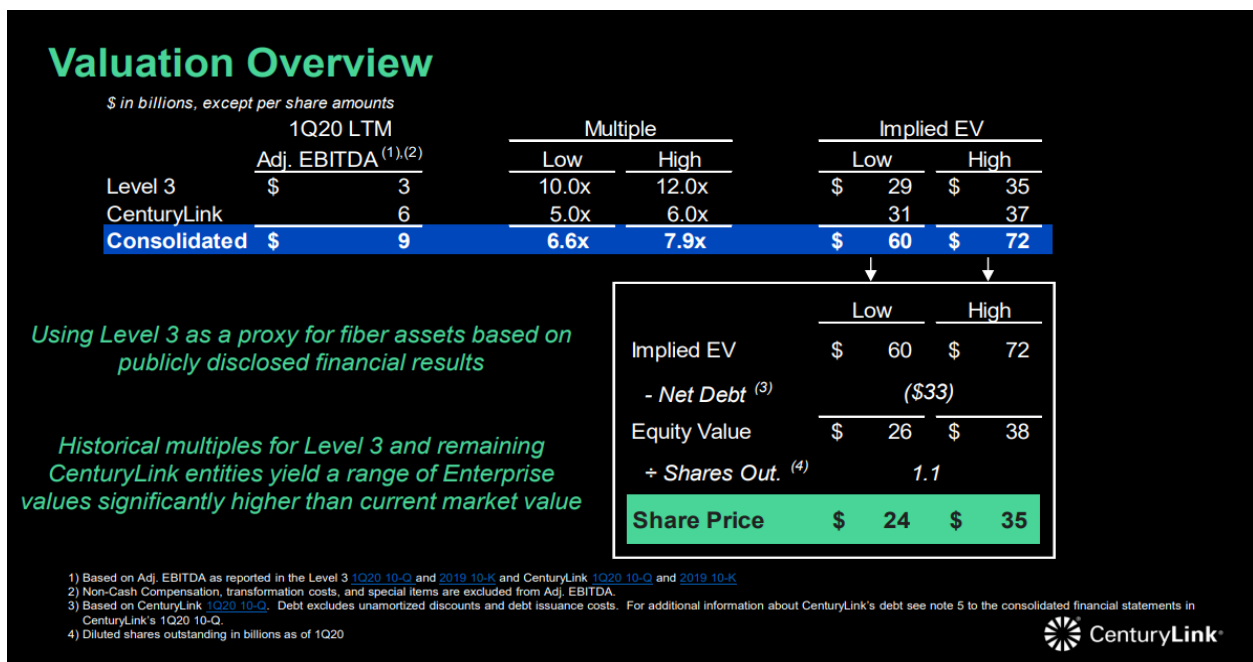 Valuation Overview
$ in billions, except per share amounts
1Q20 LTM Multiple Implied EV
Adj. EBITDA (1),(2) Low High Low High
Level 3 $ 3 10.0x 12.0x $ 29 $ 35
CenturyLink 6 5.0x 6.0x 31 37
Consolidated $ 9 6.6x 7.9x $ 60 $ 72
Using Level 3 as a proxy for fiber assets based on
publicly disclosed financial results
Historical multiples for Level 3 and remaining
CenturyLink entities yield a range of Enterprise
values significantly higher than current market value
Low High
Implied EV $ 60 $ 72
- Net Debt (3) ($33)
Equity Value $ 26 $ 38
÷ Shares Out. (4) 1.1
Share Price $ 24 $ 35
1) Based on Adj. EBITDA as reported in the Level 3 1Q20 10-Q and 2019 10-K and CenturyLink 1Q20 10-Q and 2019 10-K
2) Non-Cash Compensation, transformation costs, and special items are excluded from Adj. EBITDA.
3) Based on CenturyLink 1Q20 10-Q. Debt excludes unamortized discounts and debt issuance costs. For additional information about CenturyLink's debt see note 5 to the consolidated financial statements in
CenturyLink's 1Q20 10-Q.
4) Diluted shares outstanding in billions as of 1Q20
CenturyLink